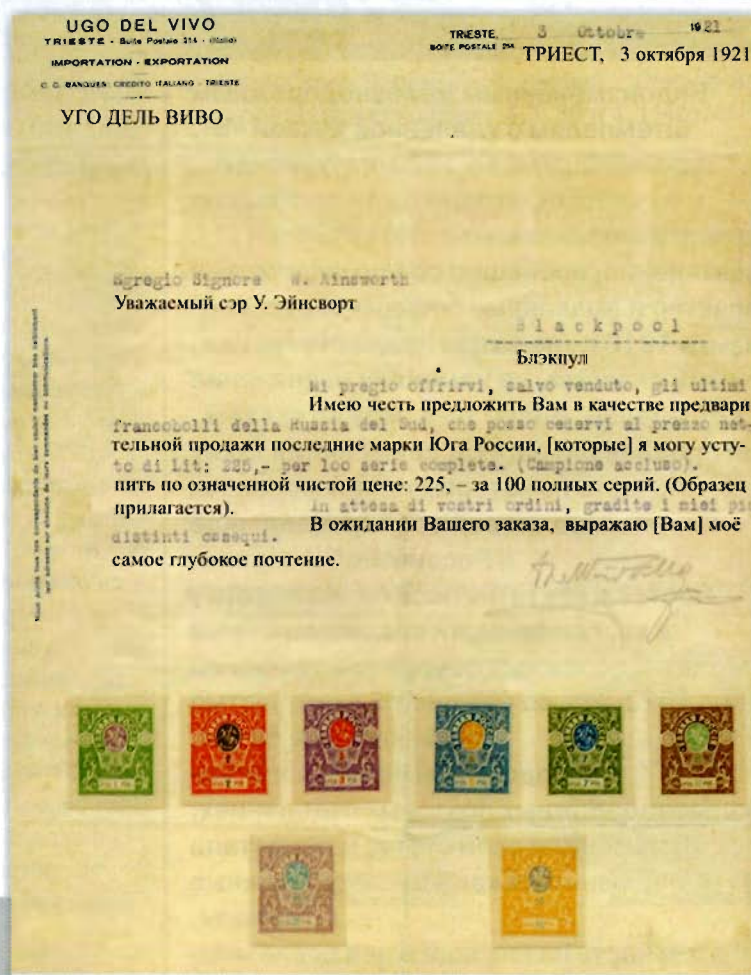 UGO DEL VIVO
TRIESTE - Boite Postale 214 - (Italie)
IMPORTATION - EXPORTATION
C. C. BANQUES: CREDITO ITALIANO - TRIESTE
УГО ДЕЛЬ ВИВО
TRIESTE, 3 Ottobre 1921
BOITE POSTALE 214
ТРИЕСТ, 3 октября 1921
Egregio Signore W. Ainsworth
Уважаемый сэр У. Эйнсворт
Blackpool
Блэкпул
Mi pregio offrirvi, salvo venduto, gli ultimi
Имею честь предложить Вам в качестве предвари
francobolli della Russia del Sud, che posso cedervi al prezzo net-
тельной продажи последние марки Юга России, [которые] я могу усту-
to di Lit: 225,- per 100 serie complete. (Campione accluso).
пить по означенной чистой цене: 225, – за 100 полных серий. (Образец
прилагается).
In attesa di vostri ordini, gradite i miei più
В ожидании Вашего заказа, выражаю [Вам] моё
distinti ossequi.
самое глубокое почтение.